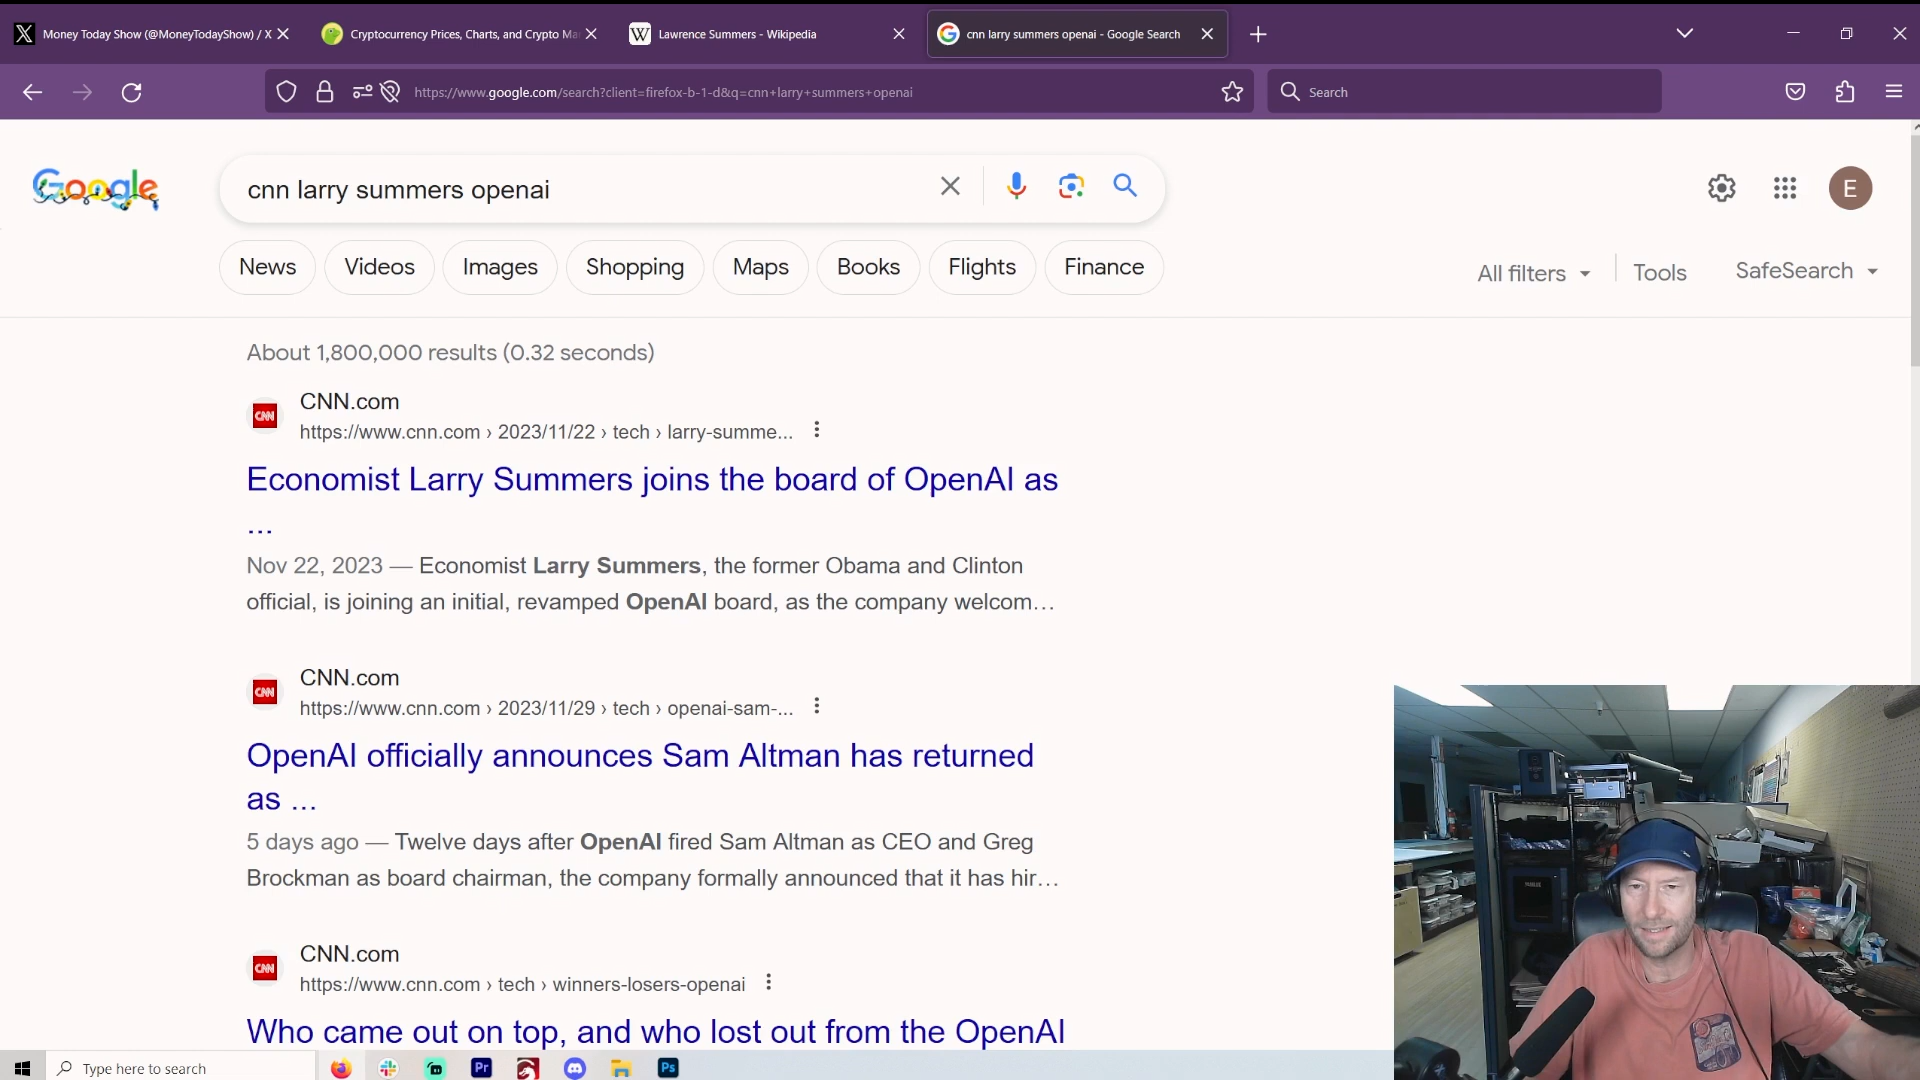 Money Today Show (@MoneyTodayShow) / X
Cryptocurrency Prices, Charts, and Crypto Ma
Lawrence Summers - Wikipedia
cnn larry summers openai - Google Search
https://www.google.com/search?client=firefox-b-1-d&q=cnn+larry+summers+openai
Search
Google
cnn larry summers openai
E
News
Videos
Images
Shopping
Maps
Books
Flights
Finance
All filters
Tools
SafeSearch
About 1,800,000 results (0.32 seconds)
CNN
CNN.com
https://www.cnn.com › 2023/11/22 › tech › larry-summe...
Economist Larry Summers joins the board of OpenAI as
...
Nov 22, 2023 — Economist Larry Summers, the former Obama and Clinton
official, is joining an initial, revamped OpenAI board, as the company welcom...
CNN
CNN.com
https://www.cnn.com › 2023/11/29 › tech › openai-sam-...
OpenAI officially announces Sam Altman has returned
as ...
5 days ago — Twelve days after OpenAI fired Sam Altman as CEO and Greg
Brockman as board chairman, the company formally announced that it has hir...
CNN
CNN.com
https://www.cnn.com › tech › winners-losers-openai
Who came out on top, and who lost out from the OpenAI
Type here to search
Pr
Ps